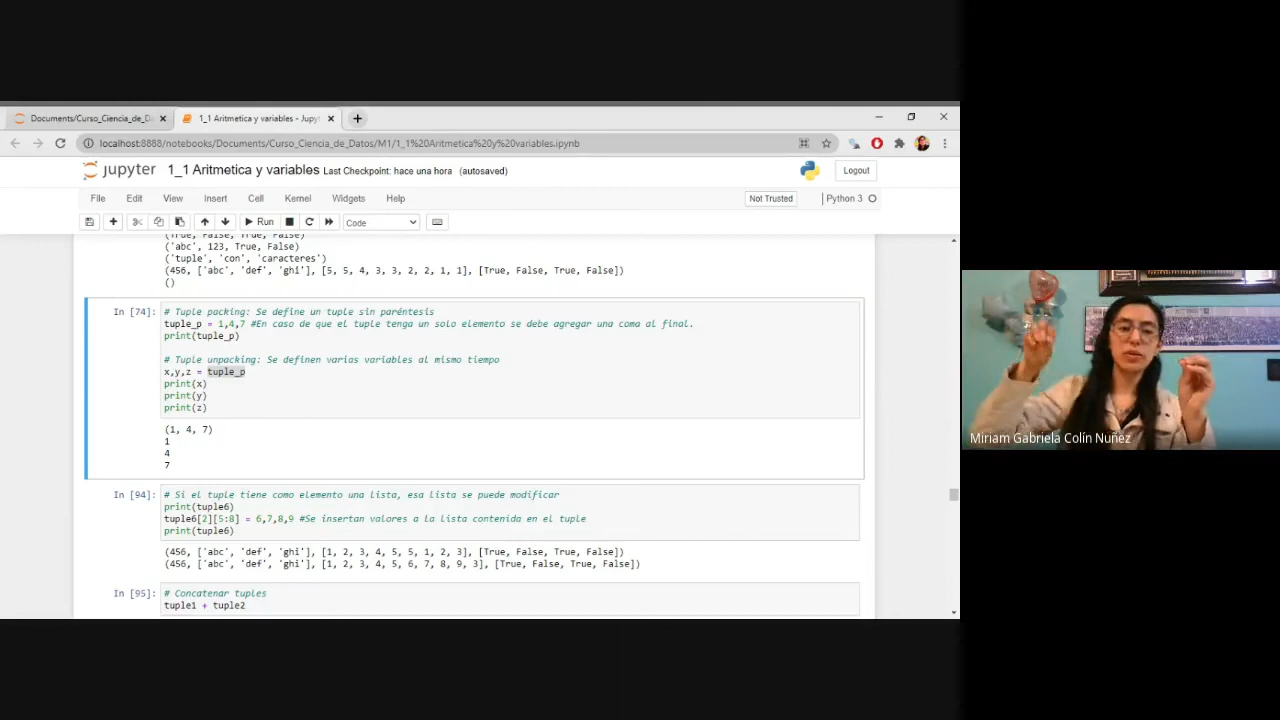 Documents/Curso_Ciencia_de_Da
1_1 Aritmetica y variables - Jupyt
localhost:8888/notebooks/Documents/Curso_Ciencia_de_Datos/M1/1_1%20Aritmetica%20y%20variables.ipynb
jupyter 1_1 Aritmetica y variables Last Checkpoint: hace una hora (autosaved)
Logout
File Edit View Insert Cell Kernel Widgets Help
Not Trusted
Python 3
Run
Code
(True, False, True, False)
('abc', 123, True, False)
('tuple', 'con', 'caracteres')
(456, ['abc', 'def', 'ghi'], [5, 5, 4, 3, 3, 2, 2, 1, 1], [True, False, True, False])
()
In [74]: # Tuple packing: Se define un tuple sin paréntesis
tuple_p = 1,4,7 #En caso de que el tuple tenga un solo elemento se debe agregar una coma al final.
print(tuple_p)
# Tuple unpacking: Se definen varias variables al mismo tiempo
x,y,z = tuple_p
print(x)
print(y)
print(z)
(1, 4, 7)
1
4
7
In [94]: # Si el tuple tiene como elemento una lista, esa lista se puede modificar
print(tuple6)
tuple6[2][5:8] = 6,7,8,9 #Se insertan valores a la lista contenida en el tuple
print(tuple6)
(456, ['abc', 'def', 'ghi'], [1, 2, 3, 4, 5, 5, 1, 2, 3], [True, False, True, False])
(456, ['abc', 'def', 'ghi'], [1, 2, 3, 4, 5, 6, 7, 8, 9, 3], [True, False, True, False])
In [95]: # Concatenar tuples
tuple1 + tuple2
Miriam Gabriela Colín Nuñez